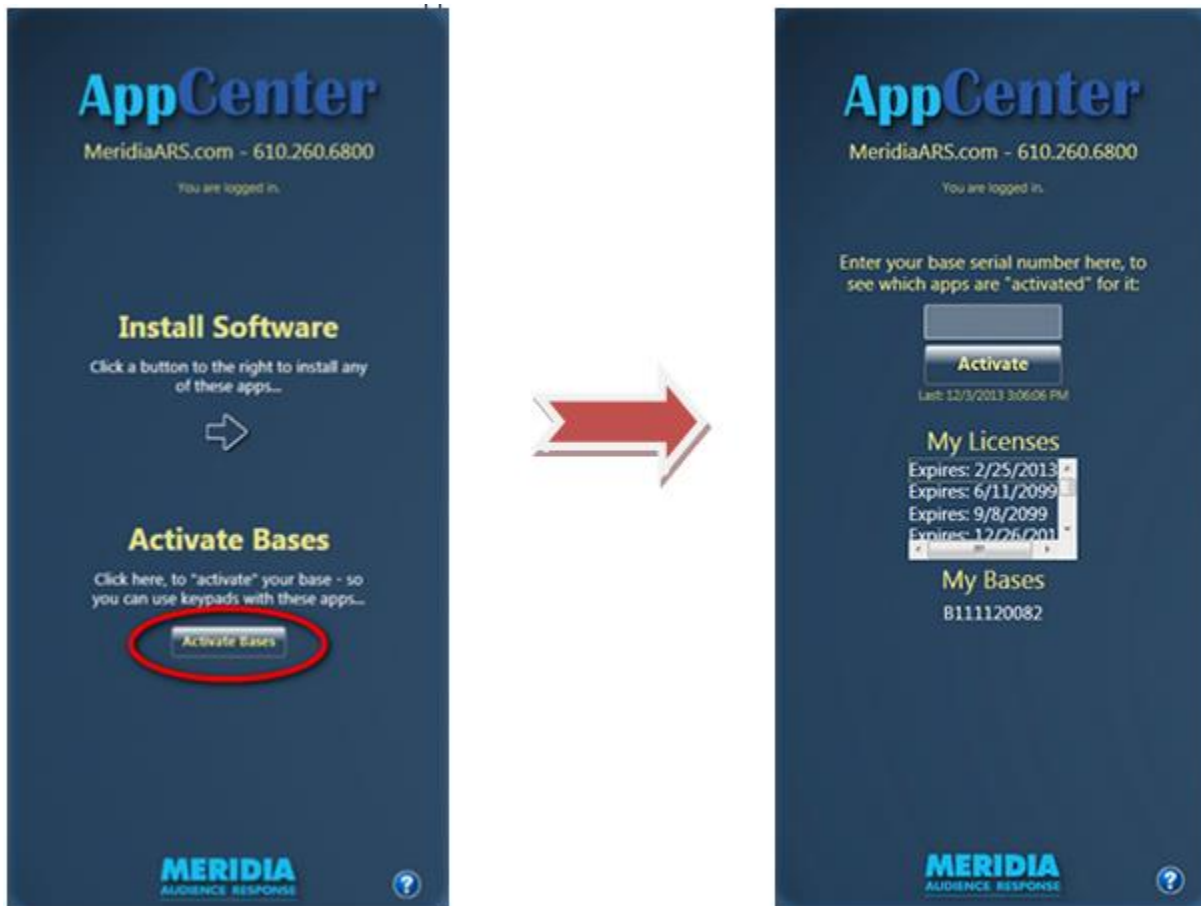 AppCenter
MeridiaARS.com - 610.260.6800
You are logged in.
Install Software
Click a button to the right to install any
of these apps...
Activate Bases
Click here, to "activate" your base - so
you can use keypads with these apps...
Activate Bases
MERIDIA
AUDIENCE RESPONSE
?
AppCenter
MeridiaARS.com - 610.260.6800
You are logged in.
Enter your base serial number here, to
see which apps are "activated" for it:
Activate
Last: 12/3/2013 3:06:06 PM
My Licenses
Expires: 2/25/2013
Expires: 6/11/2099
Expires: 9/8/2099
Expires: 12/26/201
My Bases
B111120082
MERIDIA
AUDIENCE RESPONSE
?